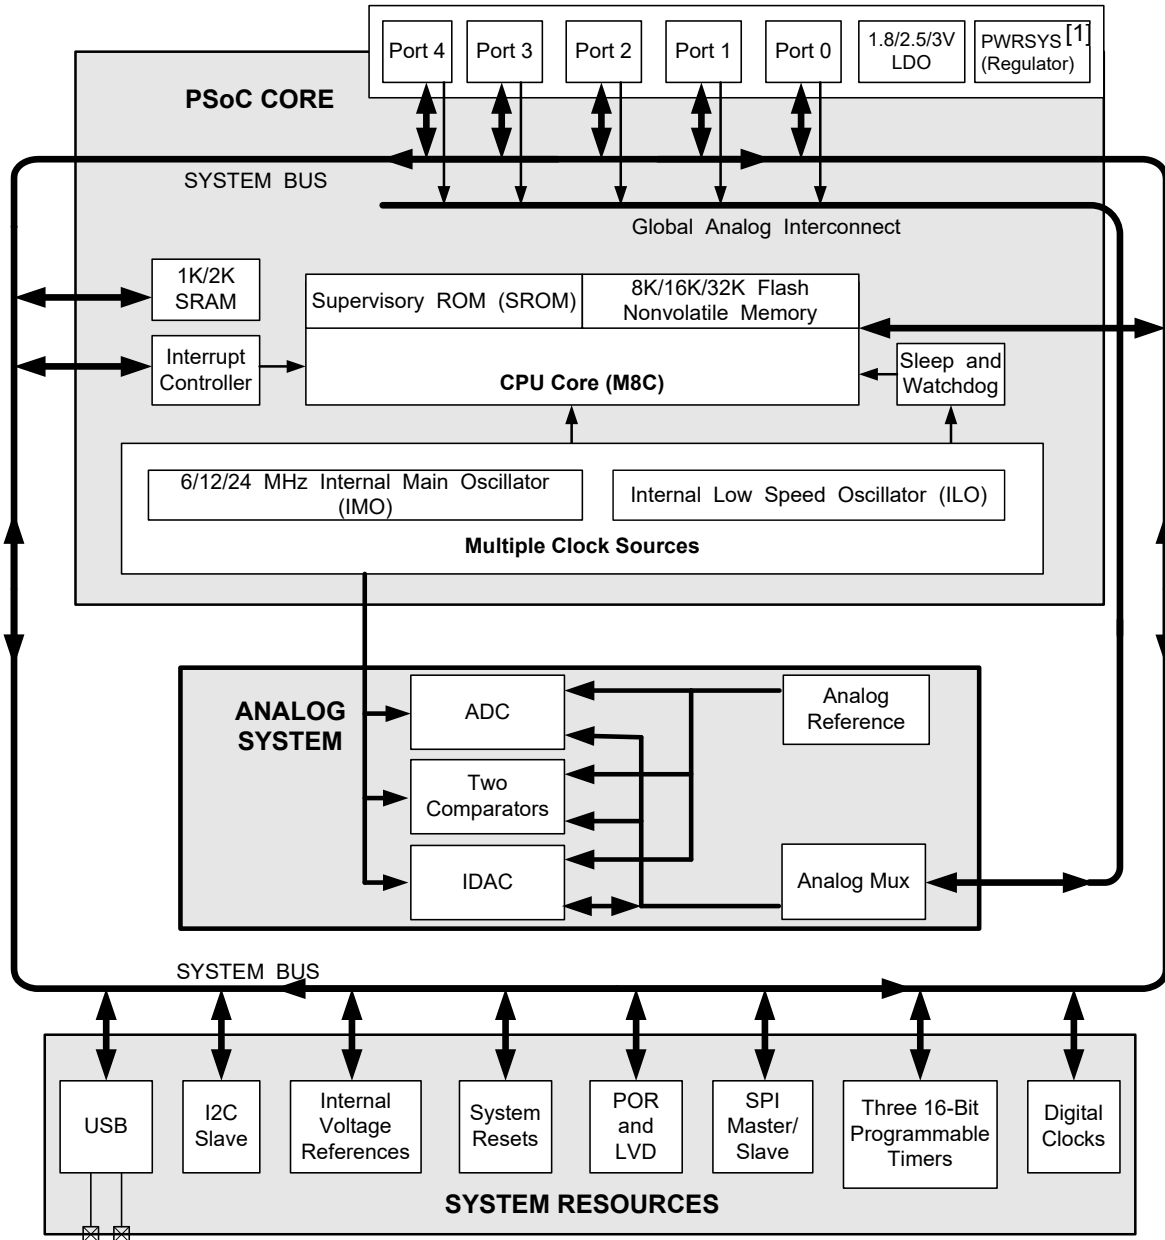 Port 4
Port 3
Port 2
Port 1
Port 0
1.8/2.5/3V
LDO
PWRSYS [1]
(Regulator)
PSoC CORE
SYSTEM BUS
Global Analog Interconnect
1K/2K
SRAM
Supervisory ROM (SROM)
8K/16K/32K Flash
Nonvolatile Memory
Interrupt
Controller
CPU Core (M8C)
Sleep and
Watchdog
6/12/24 MHz Internal Main Oscillator
(IMO)
Internal Low Speed Oscillator (ILO)
Multiple Clock Sources
ANALOG
SYSTEM
ADC
Analog
Reference
Two
Comparators
IDAC
Analog Mux
SYSTEM BUS
USB
I2C
Slave
Internal
Voltage
References
System
Resets
POR
and
LVD
SPI
Master/
Slave
Three 16-Bit
Programmable
Timers
Digital
Clocks
SYSTEM RESOURCES